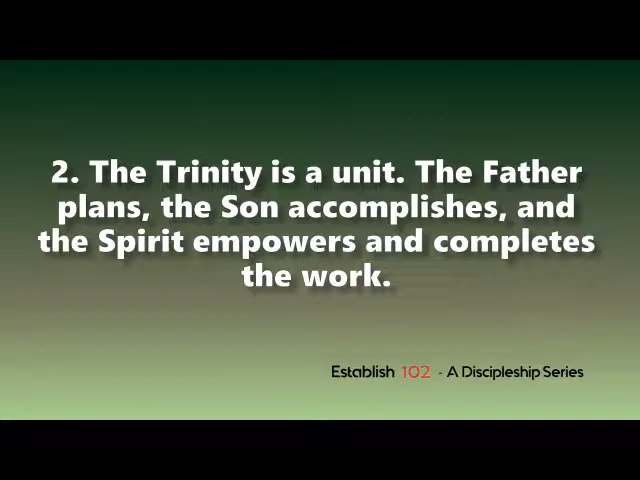 2. The Trinity is a unit. The Father
plans, the Son accomplishes, and
the Spirit empowers and completes
the work.
Establish 102 - A Discipleship Series